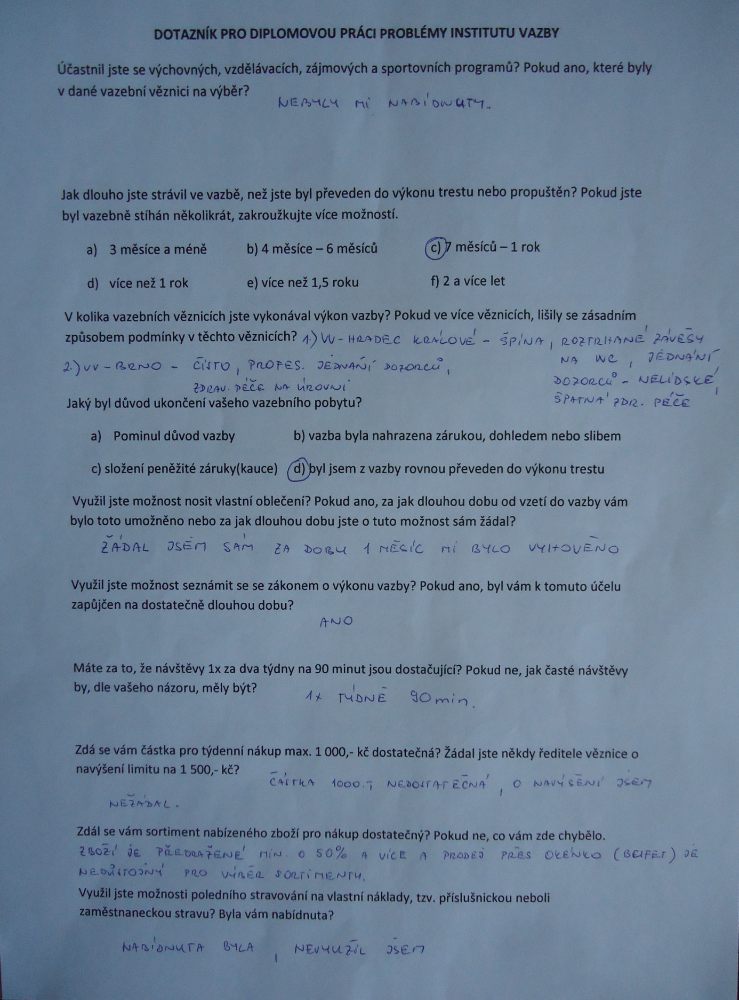 DOTAZNÍK PRO DIPLOMOVOU PRÁCI PROBLÉMY INSTITUTU VAZBY
Účastnil jste se výchovných, vzdělávacích, zájmových a sportovních programů? Pokud ano, které byly
v dané vazební věznici na výběr?
NEBYLY MI NABÍDNUTY.
Jak dlouho jste strávil ve vazbě, než jste byl převeden do výkonu trestu nebo propuštěn? Pokud jste
byl vazebně stíhán několikrát, zakroužkujte více možností.
a) 3 měsíce a méně b) 4 měsíce – 6 měsíců c) 7 měsíců – 1 rok
d) více než 1 rok e) více než 1,5 roku f) 2 a více let
V kolika vazebních věznicích jste vykonával výkon vazby? Pokud ve více věznicích, lišily se zásadním
způsobem podmínky v těchto věznicích? 1.) VV - HRADEC KRÁLOVÉ - ŠPÍNA, ROZTRHANÉ ZÁVĚSY
NA WC, JEDNÁNÍ
DOZORCŮ - NELIDSKÉ,
ŠPATNÁ ZDR. PÉČE
2.) VV - BRNO - ČISTO, PROFES. JEDNÁNÍ DOZORCŮ,
ZDRAV. PÉČE NA ÚROVNI
Jaký byl důvod ukončení vašeho vazebního pobytu?
a) Pominul důvod vazby b) vazba byla nahrazena zárukou, dohledem nebo slibem
c) složení peněžité záruky(kauce) d) byl jsem z vazby rovnou převeden do výkonu trestu
Využil jste možnost nosit vlastní oblečení? Pokud ano, za jak dlouhou dobu od vzetí do vazby vám
bylo toto umožněno nebo za jak dlouhou dobu jste o tuto možnost sám žádal?
ŽÁDAL JSEM SÁM ZA DOBU 1 MĚSÍC MI BYLO VYHOVĚNO
Využil jste možnost seznámit se se zákonem o výkonu vazby? Pokud ano, byl vám k tomuto účelu
zapůjčen na dostatečně dlouhou dobu?
ANO
Máte za to, že návštěvy 1x za dva týdny na 90 minut jsou dostačující? Pokud ne, jak časté návštěvy
by, dle vašeho názoru, měly být?
1x TÝDNĚ 90 min.
Zdá se vám částka pro týdenní nákup max. 1 000,- kč dostatečná? Žádal jste někdy ředitele věznice o
navýšení limitu na 1 500,- kč?
ČÁSTKA 1000.- NEDOSTATEČNÁ, O NAVÝŠENÍ JSEM
NEŽÁDAL.
Zdál se vám sortiment nabízeného zboží pro nákup dostatečný? Pokud ne, co vám zde chybělo.
ZBOŽÍ JE PŘEDRAŽENÉ MIN. O 50% A VÍCE A PRODEJ PŘES OKÉNKO (BUFET) JE
NEDŮSTOJNÝ PRO VÝBĚR SORTIMENTU.
Využil jste možnosti poledního stravování na vlastní náklady, tzv. příslušnickou neboli
zaměstnaneckou stravu? Byla vám nabídnuta?
NABÍDNUTA BYLA, NEVYUŽIL JSEM